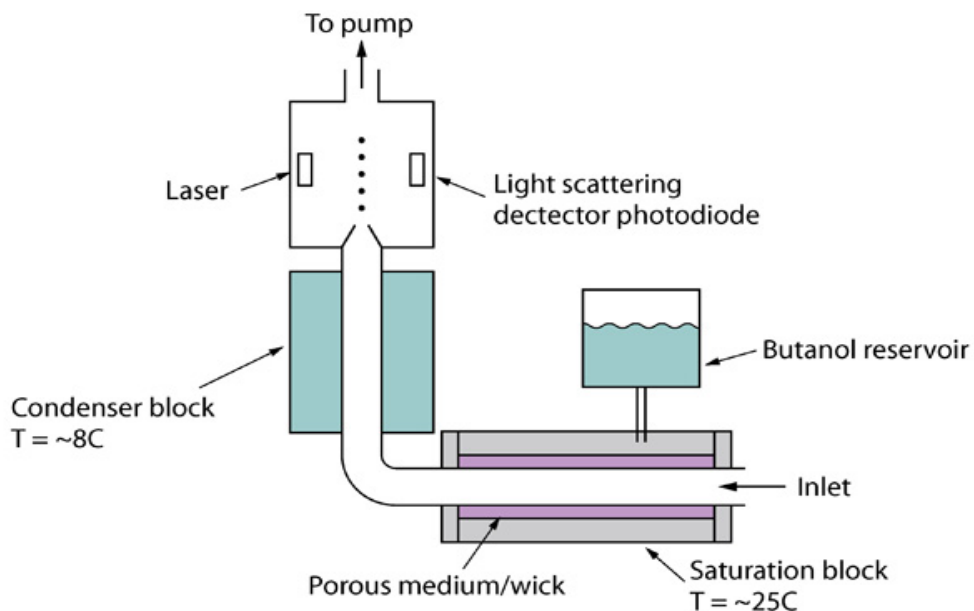 To pump
Laser
Light scattering
dectector photodiode
Butanol reservoir
Condenser block
T = ~8C
Inlet
Porous medium/wick
Saturation block
T = ~25C